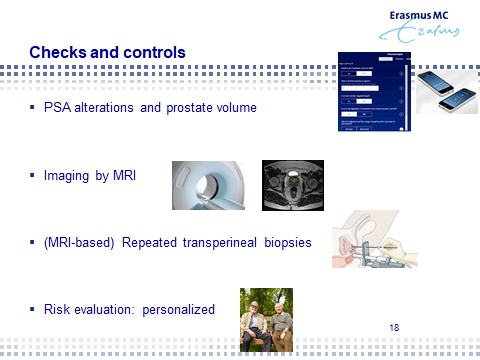 Erasmus MC
Erasmus
Checks and controls
▪ PSA alterations and prostate volume
▪ Imaging by MRI
▪ (MRI-based) Repeated transperineal biopsies
▪ Risk evaluation: personalized
18